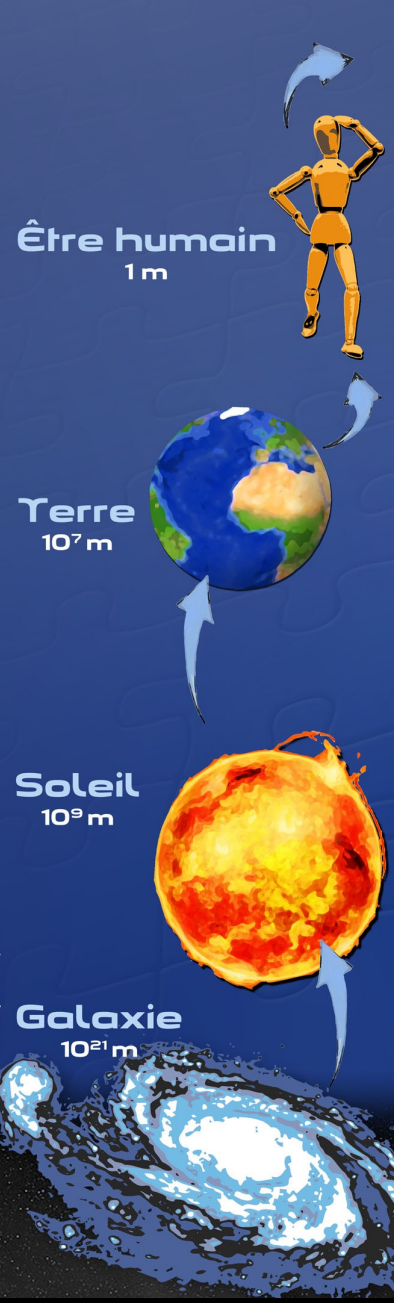 Être humain
1 m
Terre
10⁷ m
Soleil
10⁹ m
Galaxie
10²¹ m